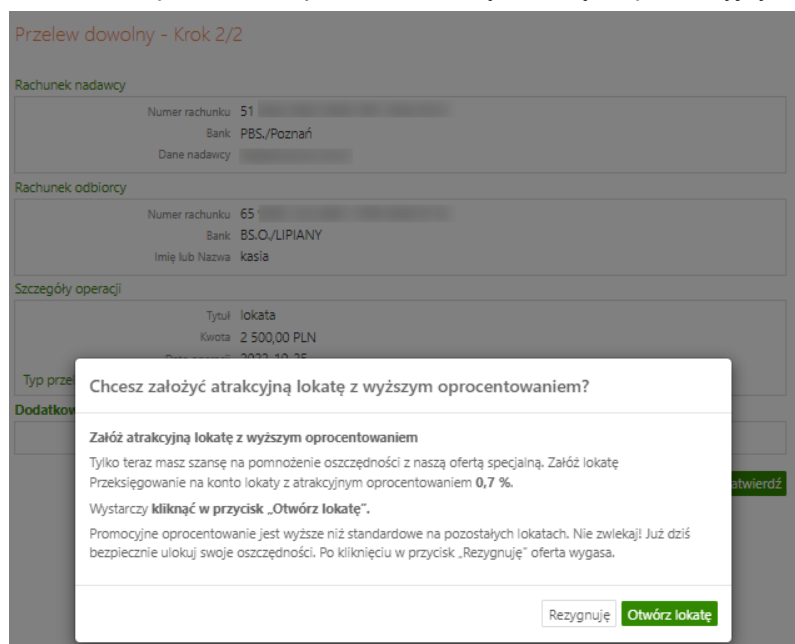 Przelew dowolny - Krok 2/2
Rachunek nadawcy
Numer rachunku 51
Bank PBS./Poznań
Dane nadawcy
Rachunek odbiorcy
Numer rachunku 65
Bank BS.O./LIPIANY
Imię lub Nazwa kasia
Szczegóły operacji
Tytuł lokata
Kwota 2 500,00 PLN
Typ
Chcesz założyć atrakcyjną lokatę z wyższym oprocentowaniem?
Załóż atrakcyjną lokatę z wyższym oprocentowaniem
Tylko teraz masz szansę na pomnożenie oszczędności z naszą ofertą specjalną. Załóż lokatę
Przeksięgowanie na konto lokaty z atrakcyjnym oprocentowaniem 0,7 %.
Wystarczy kliknąć w przycisk „Otwórz lokatę”.
Promocyjne oprocentowanie jest wyższe niż standardowe na pozostałych lokatach. Nie zwlekaj! Już dziś
bezpiecznie ulokuj swoje oszczędności. Po kliknięciu w przycisk „Rezygnuję” oferta wygasa.
Rezygnuję Otwórz lokatę